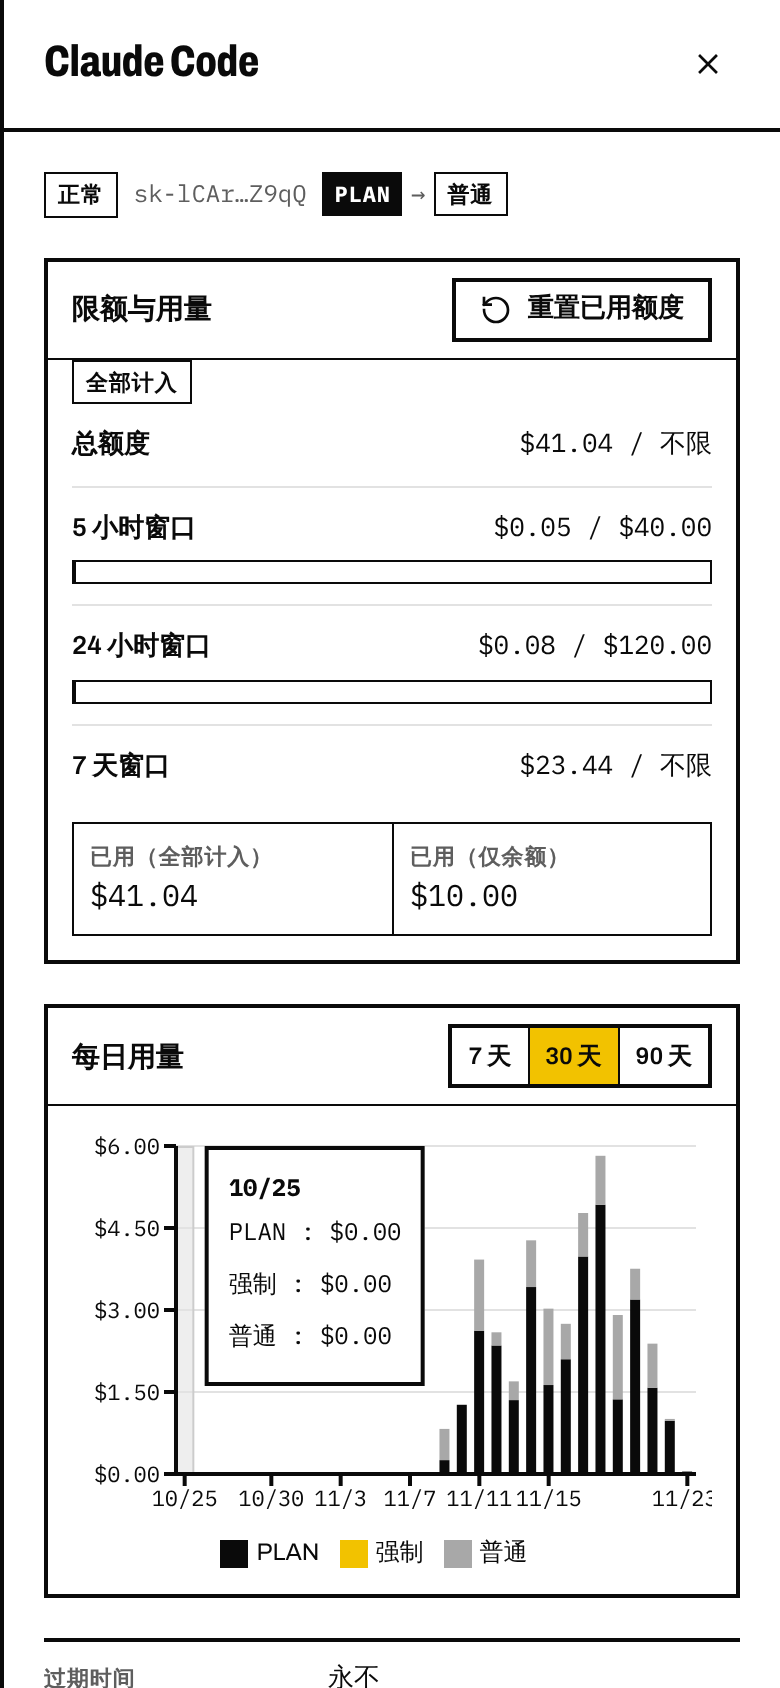 Claude Code
正常 sk-lCAr…Z9qQ PLAN → 普通
限额与用量 重置已用额度
全部计入
总额度 $41.04 / 不限
5 小时窗口 $0.05 / $40.00
24 小时窗口 $0.08 / $120.00
7 天窗口 $23.44 / 不限
已用（全部计入） 已用（仅余额）
$41.04 $10.00
每日用量 7 天 30 天 90 天
$6.00
$4.50
$3.00
$1.50
$0.00
10/25
PLAN : $0.00
强制 : $0.00
普通 : $0.00
10/25 10/30 11/3 11/7 11/11 11/15 11/23
PLAN 强制 普通
过期时间 永不